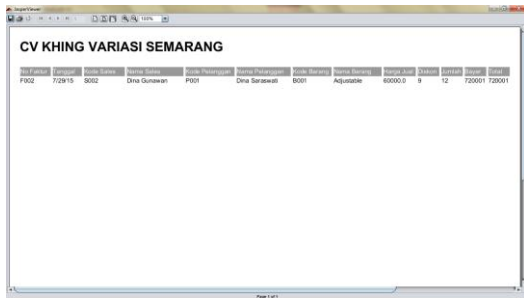 JasperViewer
100%
CV KHING VARIASI SEMARANG
No Faktur Tanggal Kode Sales Nama Sales Kode Pelanggan Nama Pelanggan Kode Barang Nama Barang Harga Jual Diskon Jumlah Bayar Total
F002 7/29/15 S002 Dina Gunawan P001 Dina Saraswati B001 Adjustable 60000.0 9 12 720001 720001
Page 1 of 1